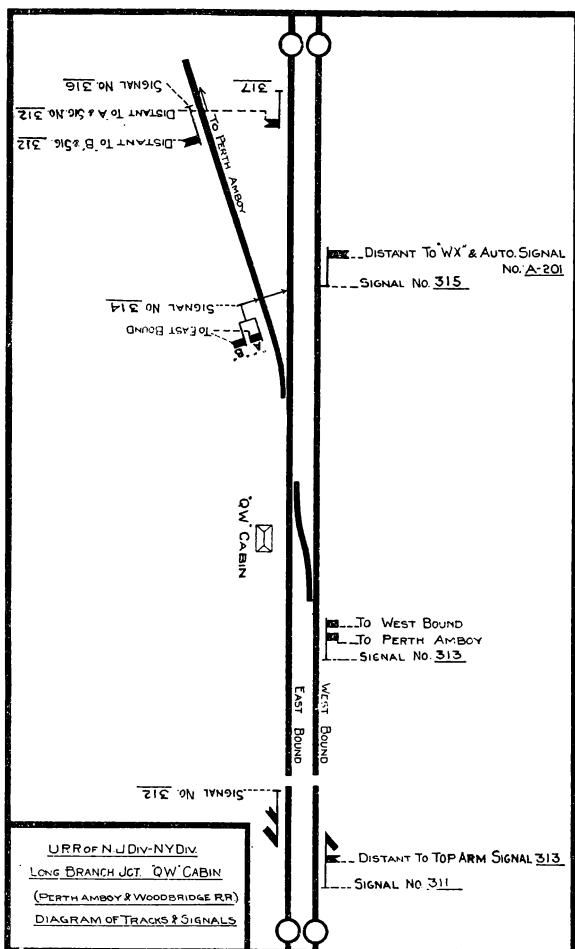 317
SIGNAL NO. 316
DISTANT TO "A" & SIG. NO. 312
DISTANT TO "B" & SIG. 312
TO PERTH AMBOY
DISTANT TO "WX" & AUTO. SIGNAL
NO. A-201
SIGNAL NO. 315
SIGNAL NO 314
TO EAST BOUND
A
"B"
"QW" CABIN
TO WEST BOUND
TO PERTH AMBOY
SIGNAL NO. 313
WEST BOUND
EAST BOUND
SIGNAL NO 312
DISTANT TO TOP ARM SIGNAL 313
SIGNAL NO. 311
U.R.R OF N.J DIV-N.Y DIV.
LONG BRANCH JCT. "QW" CABIN
(PERTH AMBOY & WOODBRIDGE R.R.)
DIAGRAM OF TRACKS & SIGNALS